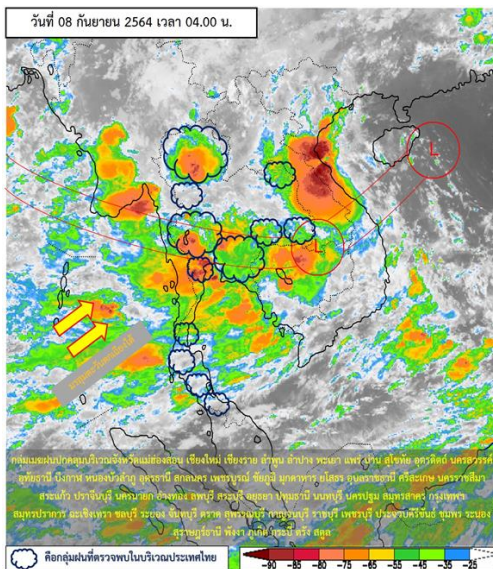 วันที่ 08 กันยายน 2564 เวลา 04.00 น.
L
L
กลุ่มเมฆฝนปกคลุมบริเวณจังหวัดแม่ฮ่องสอน เชียงใหม่ เชียงราย ลำพูน ลำปาง พะเยา แพร่ น่าน สุโขทัย อุตรดิตถ์ นครสวรรค์
อุทัยธานี บึงกาฬ หนองบัวลำภู อุดรธานี สกลนคร เพชรบูรณ์ ชัยภูมิ มุกดาหาร ยโสธร อุบลราชธานี ศรีสะเกษ นครราชสีมา
สระแก้ว ปราจีนบุรี นครนายก อ่างทอง ลพบุรี สระบุรี อยุธยา ปทุมธานี นนทบุรี นครปฐม สมุทรสาคร กรุงเทพฯ
สมุทรปราการ ฉะเชิงเทรา ชลบุรี ระยอง จันทบุรี ตราด สุพรรณบุรี กาญจนบุรี ราชบุรี เพชรบุรี ประจวบคีรีขันธ์ ชุมพร ระนอง
สุราษฎร์ธานี พังงา ภูเก็ต กระบี่ ตรัง สตูล
คือกลุ่มฝนที่ตรวจพบในบริเวณประเทศไทย
-90 -85 -75 -65 -55 -45 -35 -25